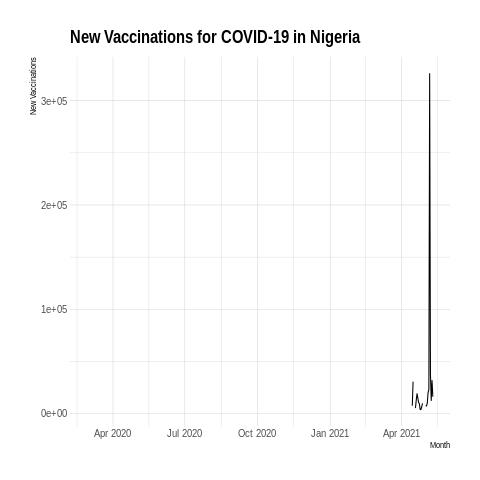 New Vaccinations for COVID-19 in Nigeria
New Vaccinations
3e+05
2e+05
1e+05
0e+00
Apr 2020 Jul 2020 Oct 2020 Jan 2021 Apr 2021
Month